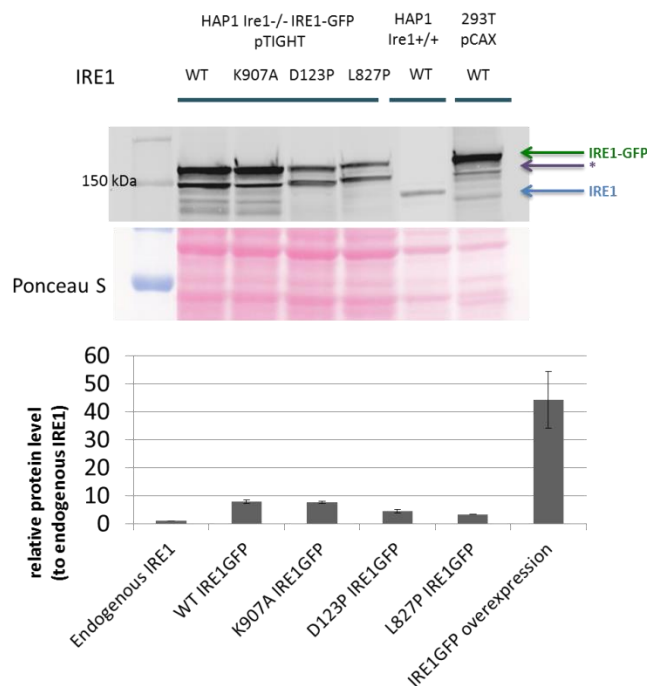 HAP1 Ire1-/- IRE1-GFP
pTIGHT
HAP1
Ire1+/+
293T
pCAX
IRE1
WT
K907A
D123P
L827P
WT
WT
150 kDa
IRE1-GFP
*
IRE1
Ponceau S
60
50
40
30
20
10
0
relative protein level
(to endogenous IRE1)
Endogenous IRE1
WT IRE1GFP
K907A IRE1GFP
D123P IRE1GFP
L827P IRE1GFP
IRE1GFP overexpression